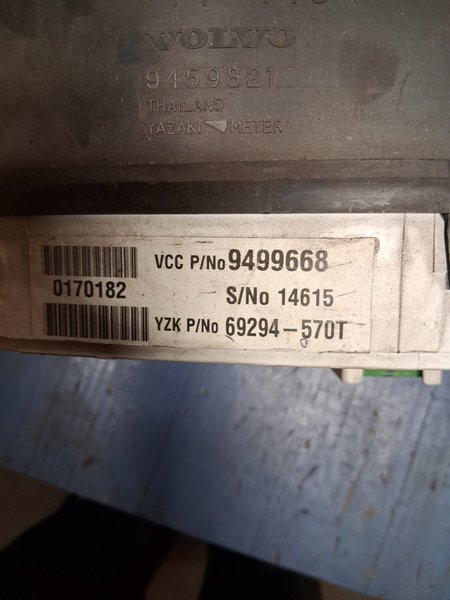 VOLVO
9459821
THAILAND
YAZAKI METER
VCC P/No 9499668
0170182
S/No 14615
YZK P/No 69294-570T